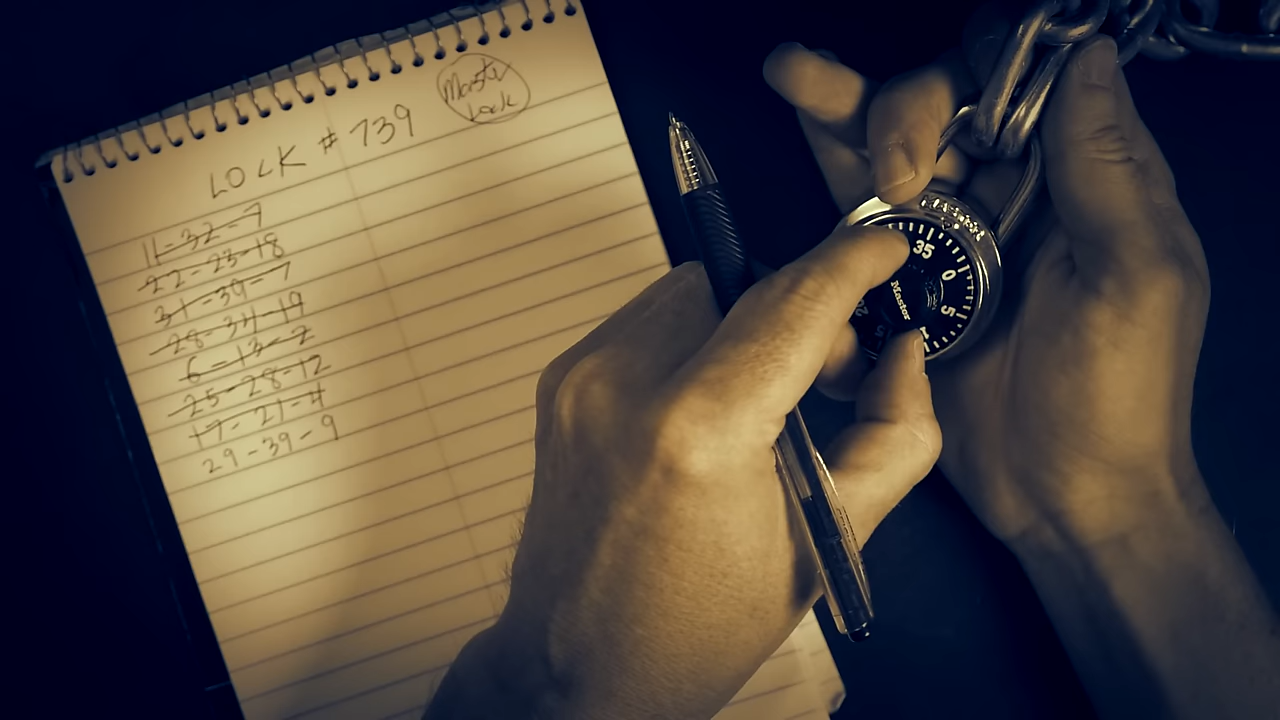 Master
Lock
LOCK # 739
11-32-7
22-23-18
31-39-7
28-34-19
6-13-2
25-28-12
17-21-4
29-39-9
Master
35
0
5
Master